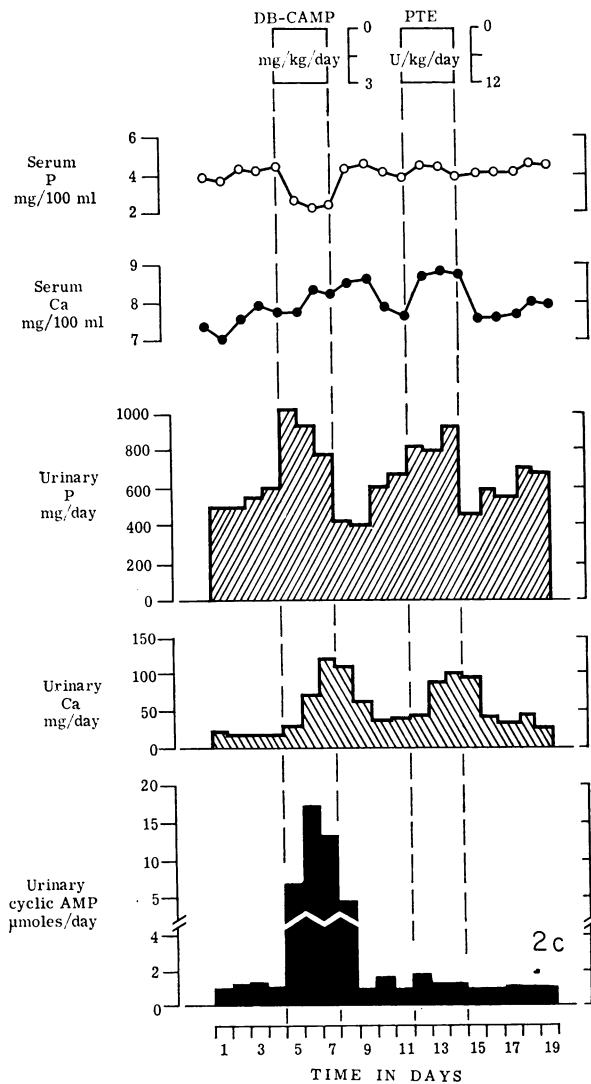 DB-CAMP PTE
0 0
mg/kg/day U/kg/day
3 12
6
Serum
P
mg/100 ml
4
2
9
Serum
Ca
mg/100 ml
8
7
1000
800
Urinary
P
mg/day
600
400
200
0
150
Urinary
Ca
mg/day
100
50
0
20
15
10
Urinary
cyclic AMP
μmoles/day
5
4
2c
2
0
1 3 5 7 9 11 13 15 17 19
TIME IN DAYS